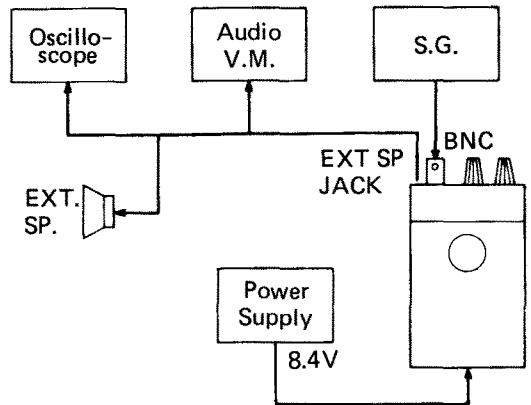 Oscillo-
scope
Audio
V.M.
S.G.
BNC
EXT SP
JACK
EXT.
SP.
Power
Supply
8.4V